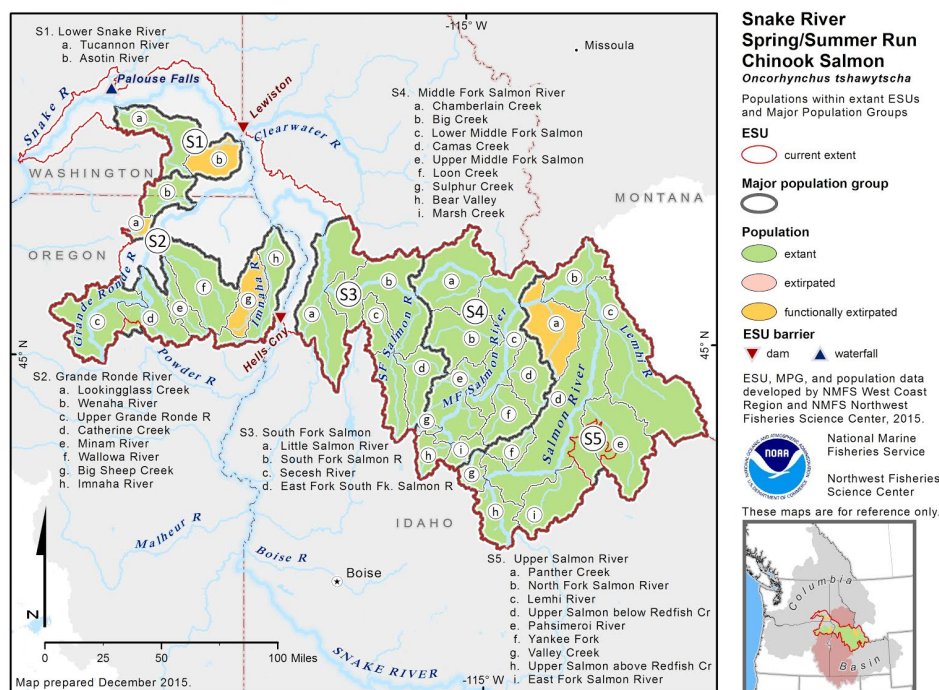 S1. Lower Snake River
a. Tucannon River
b. Asotin River
Palouse Falls
Snake R
Lewiston
Clearwater R
-115° W
Missoula
S4. Middle Fork Salmon River
a. Chamberlain Creek
b. Big Creek
c. Lower Middle Fork Salmon
d. Camas Creek
e. Upper Middle Fork Salmon
f. Loon Creek
g. Sulphur Creek
h. Bear Valley
i. Marsh Creek
WASHINGTON
OREGON
MONTANA
IDAHO
S1
a
b
S2
b
a
c
d
e
f
g
h
Grande Ronde R
Imnaha R
Powder R
Hells Cny
S3
a
b
c
d
SF Salmon R
S4
a
b
c
d
e
f
g
h
i
MF Salmon River
S5
a
b
c
d
e
f
g
h
i
Salmon River
Lemhi R
45° N
45° N
S2. Grande Ronde River
a. Lookingglass Creek
b. Wenaha River
c. Upper Grande Ronde R
d. Catherine Creek
e. Minam River
f. Wallowa River
g. Big Sheep Creek
h. Imnaha River
S3. South Fork Salmon
a. Little Salmon River
b. South Fork Salmon R
c. Secesh River
d. East Fork South Fk. Salmon R
S5. Upper Salmon River
a. Panther Creek
b. North Fork Salmon River
c. Lemhi River
d. Upper Salmon below Redfish Cr
e. Pahsimeroi River
f. Yankee Fork
g. Valley Creek
h. Upper Salmon above Redfish Cr
i. East Fork Salmon River
Malheur R
Boise R
Boise
SNAKE RIVER
N
0 25 50 100 Miles
Map prepared December 2015.
-115° W
Snake River
Spring/Summer Run
Chinook Salmon
Oncorhynchus tshawytscha
Populations within extant ESUs
and Major Population Groups
ESU
current extent
Major population group
Population
extant
extirpated
functionally extirpated
ESU barrier
dam
waterfall
ESU, MPG, and population data
developed by NMFS West Coast
Region and NMFS Northwest
Fisheries Science Center, 2015.
NOAA
National Marine
Fisheries Service
Northwest Fisheries
Science Center
These maps are for reference only.
Columbia
Basin